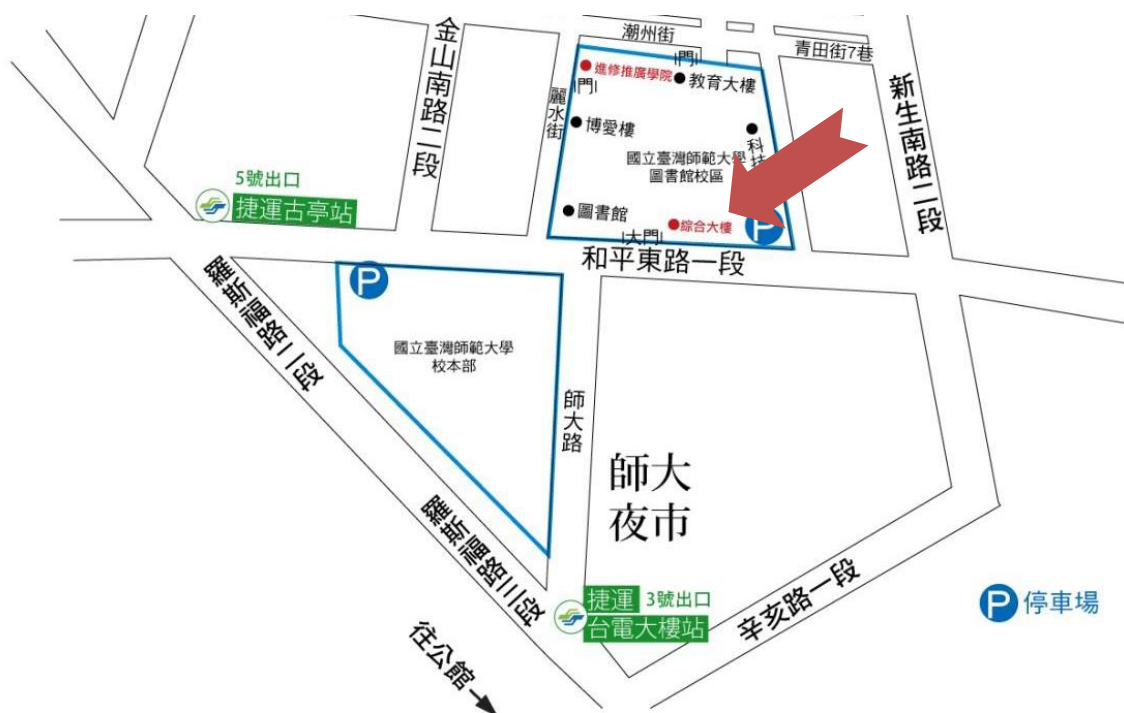 潮州街
青田街7巷
金山南路二段
新生南路二段
|門|
進修推廣學院
教育大樓
|門|
麗水街
博愛樓
科技
國立臺灣師範大學
圖書館校區
5號出口
捷運古亭站
圖書館
綜合大樓
P
|大門|
和平東路一段
P
羅斯福路二段
國立臺灣師範大學
校本部
師大路
師大
夜市
羅斯福路三段
捷運 3號出口
台電大樓站
辛亥路一段
P 停車場
往公館